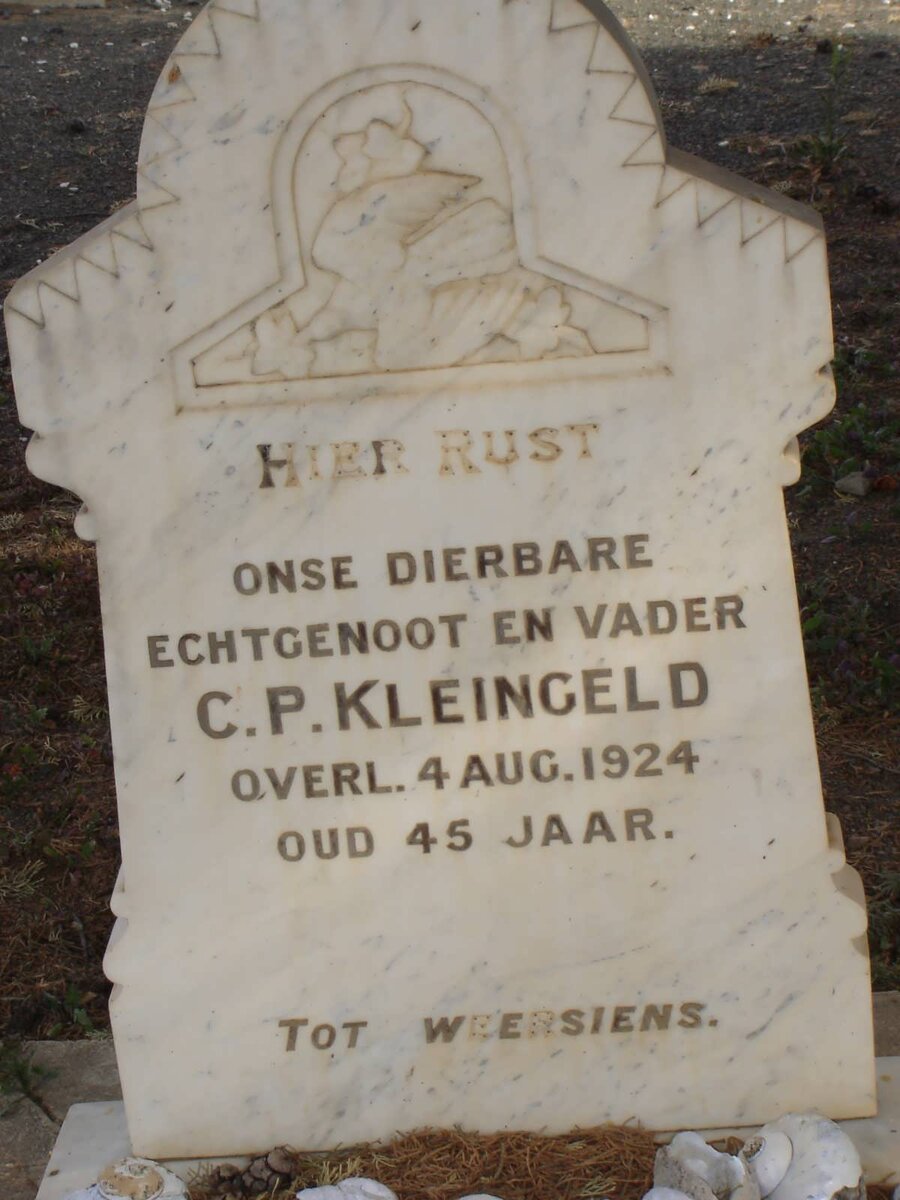 HIER RUST
ONSE DIERBARE
ECHTGENOOT EN VADER
C.P. KLEINGELD
OVERL. 4 AUG. 1924
OUD 45 JAAR.
TOT WEERSIENS.